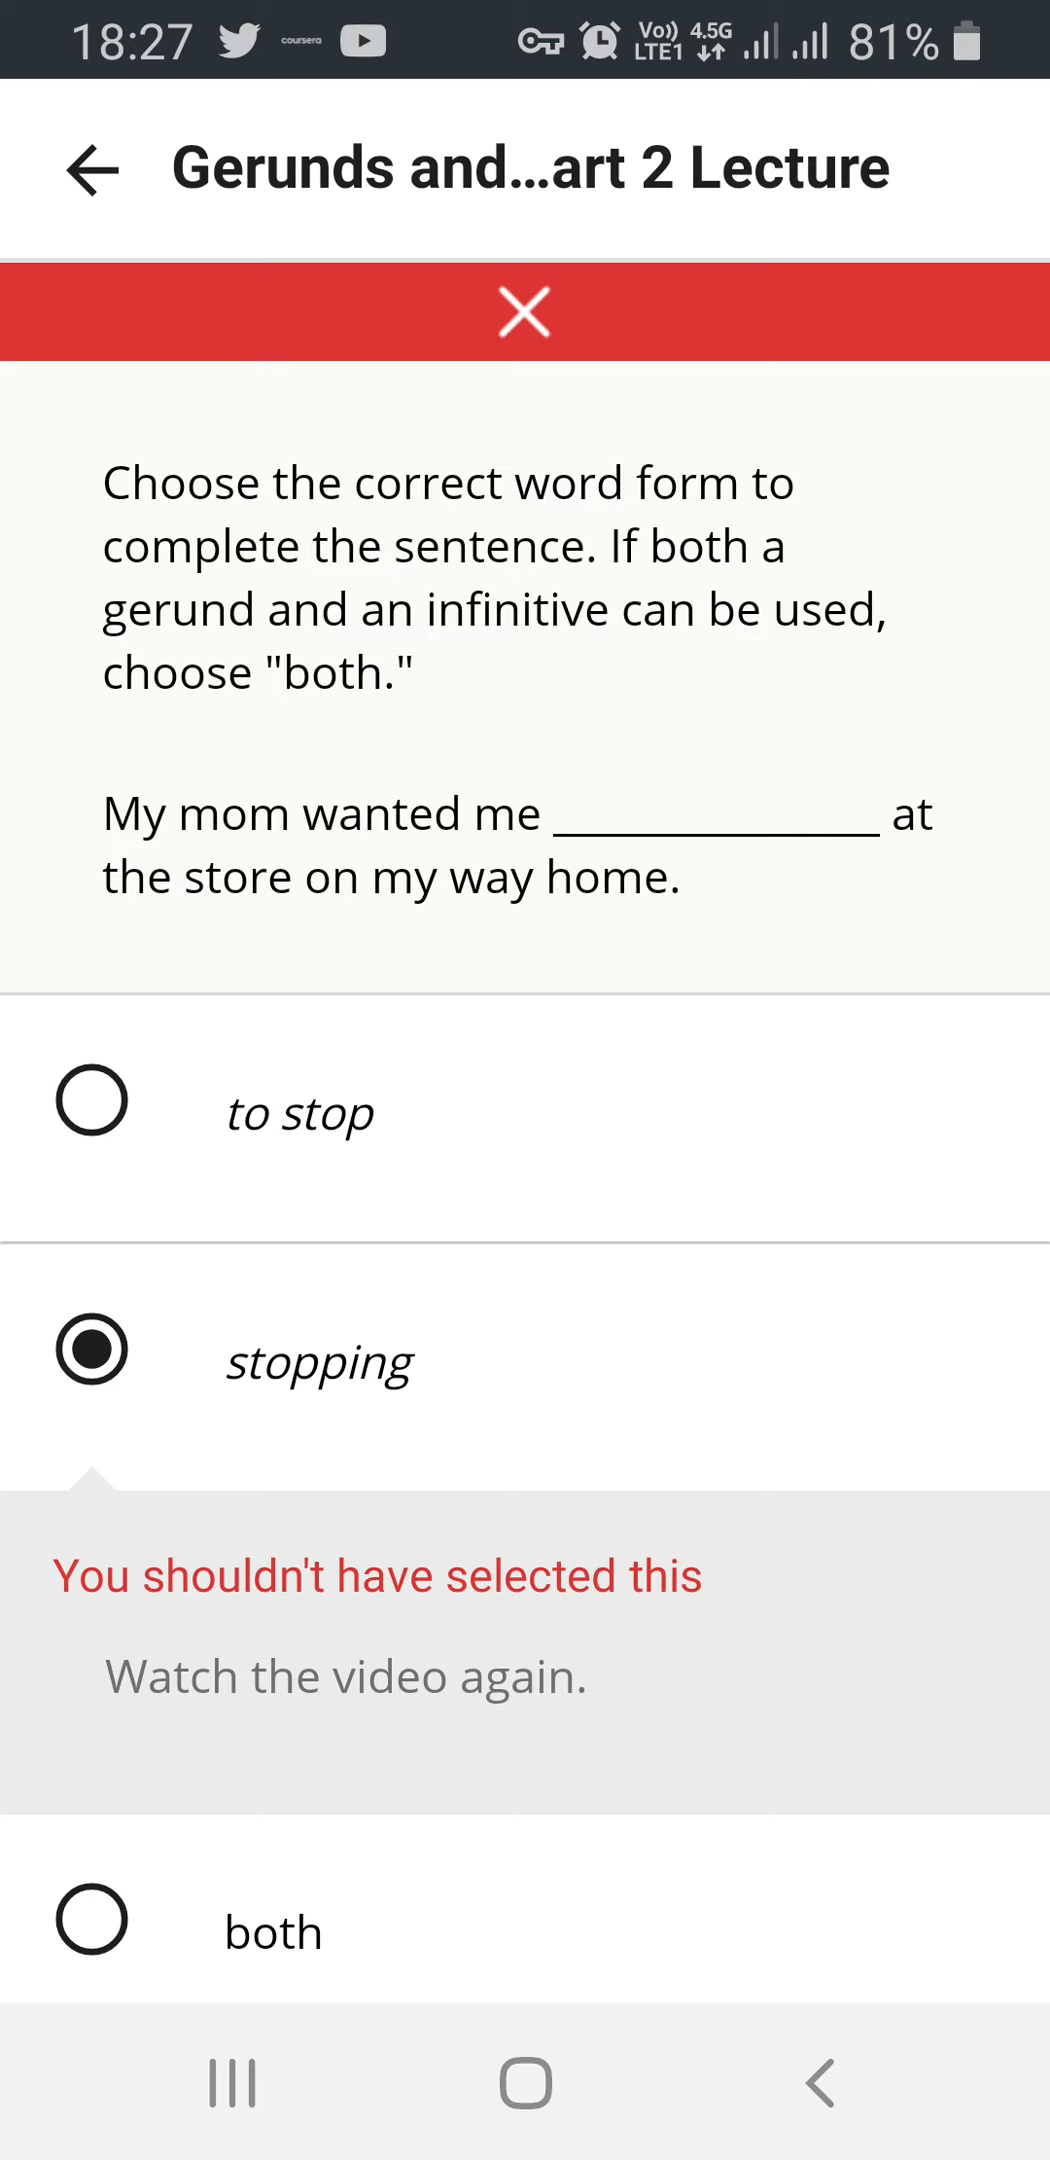 18:27 coursera Vo)) LTE1 4.5G 81%
Gerunds and...art 2 Lecture
Choose the correct word form to
complete the sentence. If both a
gerund and an infinitive can be used,
choose "both."
My mom wanted me ______________ at
the store on my way home.
to stop
stopping
You shouldn't have selected this
Watch the video again.
both